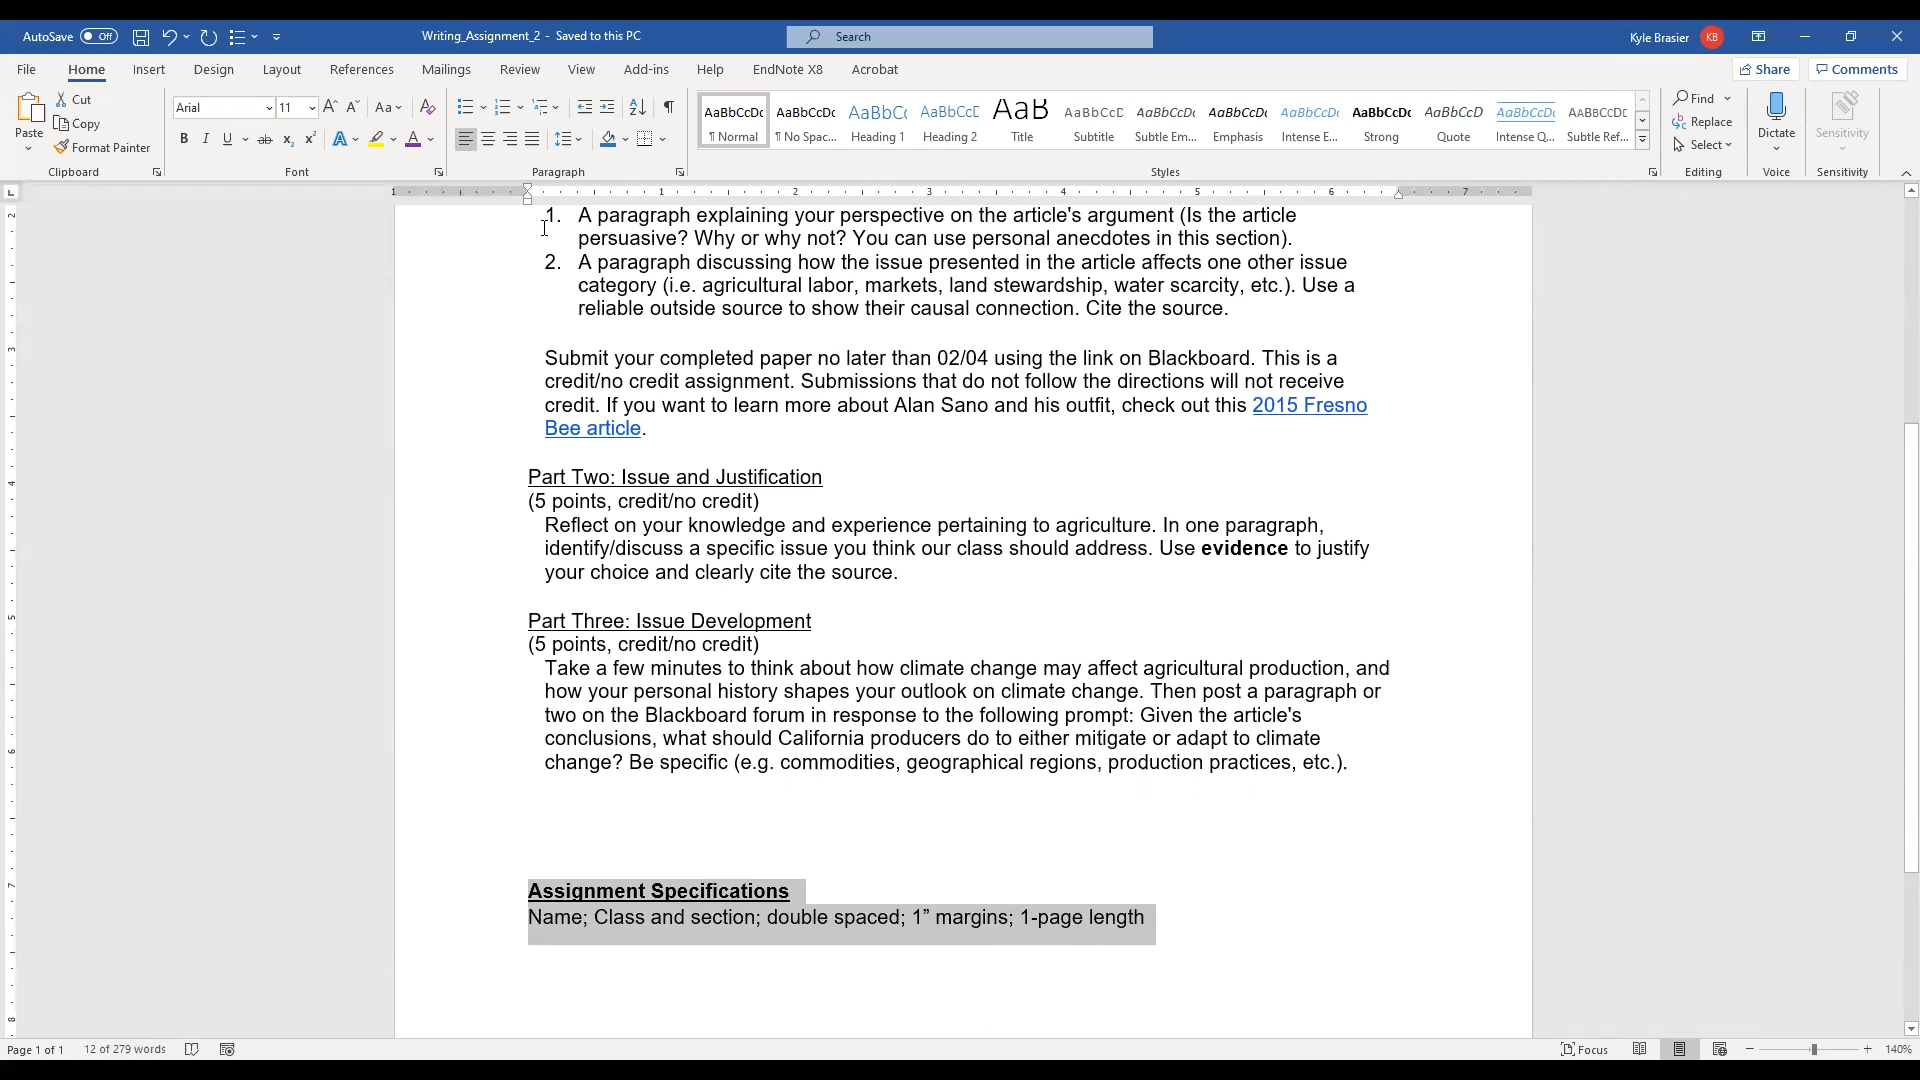 AutoSave Off Writing_Assignment_2 - Saved to this PC Search Kyle Brasier KB
File Home Insert Design Layout References Mailings Review View Add-ins Help EndNote X8 Acrobat Share Comments
Paste Cut Copy Format Painter
Arial 11
AaBbCcDc AaBbCcDc AaBbCc AaBbCcD AaB AaBbCcD AaBbCcDc AaBbCcDc AaBbCcDc AaBbCcDc AaBbCcDc AaBbCcDc AABBCCDC
¶ Normal ¶ No Spac... Heading 1 Heading 2 Title Subtitle Subtle Em... Emphasis Intense E... Strong Quote Intense Q... Subtle Ref...
Find Replace Select Dictate Sensitivity
Clipboard Font Paragraph Styles Editing Voice Sensitivity
1. A paragraph explaining your perspective on the article's argument (Is the article
persuasive? Why or why not? You can use personal anecdotes in this section).
2. A paragraph discussing how the issue presented in the article affects one other issue
category (i.e. agricultural labor, markets, land stewardship, water scarcity, etc.). Use a
reliable outside source to show their causal connection. Cite the source.
Submit your completed paper no later than 02/04 using the link on Blackboard. This is a
credit/no credit assignment. Submissions that do not follow the directions will not receive
credit. If you want to learn more about Alan Sano and his outfit, check out this 2015 Fresno
Bee article.
Part Two: Issue and Justification
(5 points, credit/no credit)
Reflect on your knowledge and experience pertaining to agriculture. In one paragraph,
identify/discuss a specific issue you think our class should address. Use evidence to justify
your choice and clearly cite the source.
Part Three: Issue Development
(5 points, credit/no credit)
Take a few minutes to think about how climate change may affect agricultural production, and
how your personal history shapes your outlook on climate change. Then post a paragraph or
two on the Blackboard forum in response to the following prompt: Given the article's
conclusions, what should California producers do to either mitigate or adapt to climate
change? Be specific (e.g. commodities, geographical regions, production practices, etc.).
Assignment Specifications
Name; Class and section; double spaced; 1” margins; 1-page length
Page 1 of 1 12 of 279 words Focus 140%